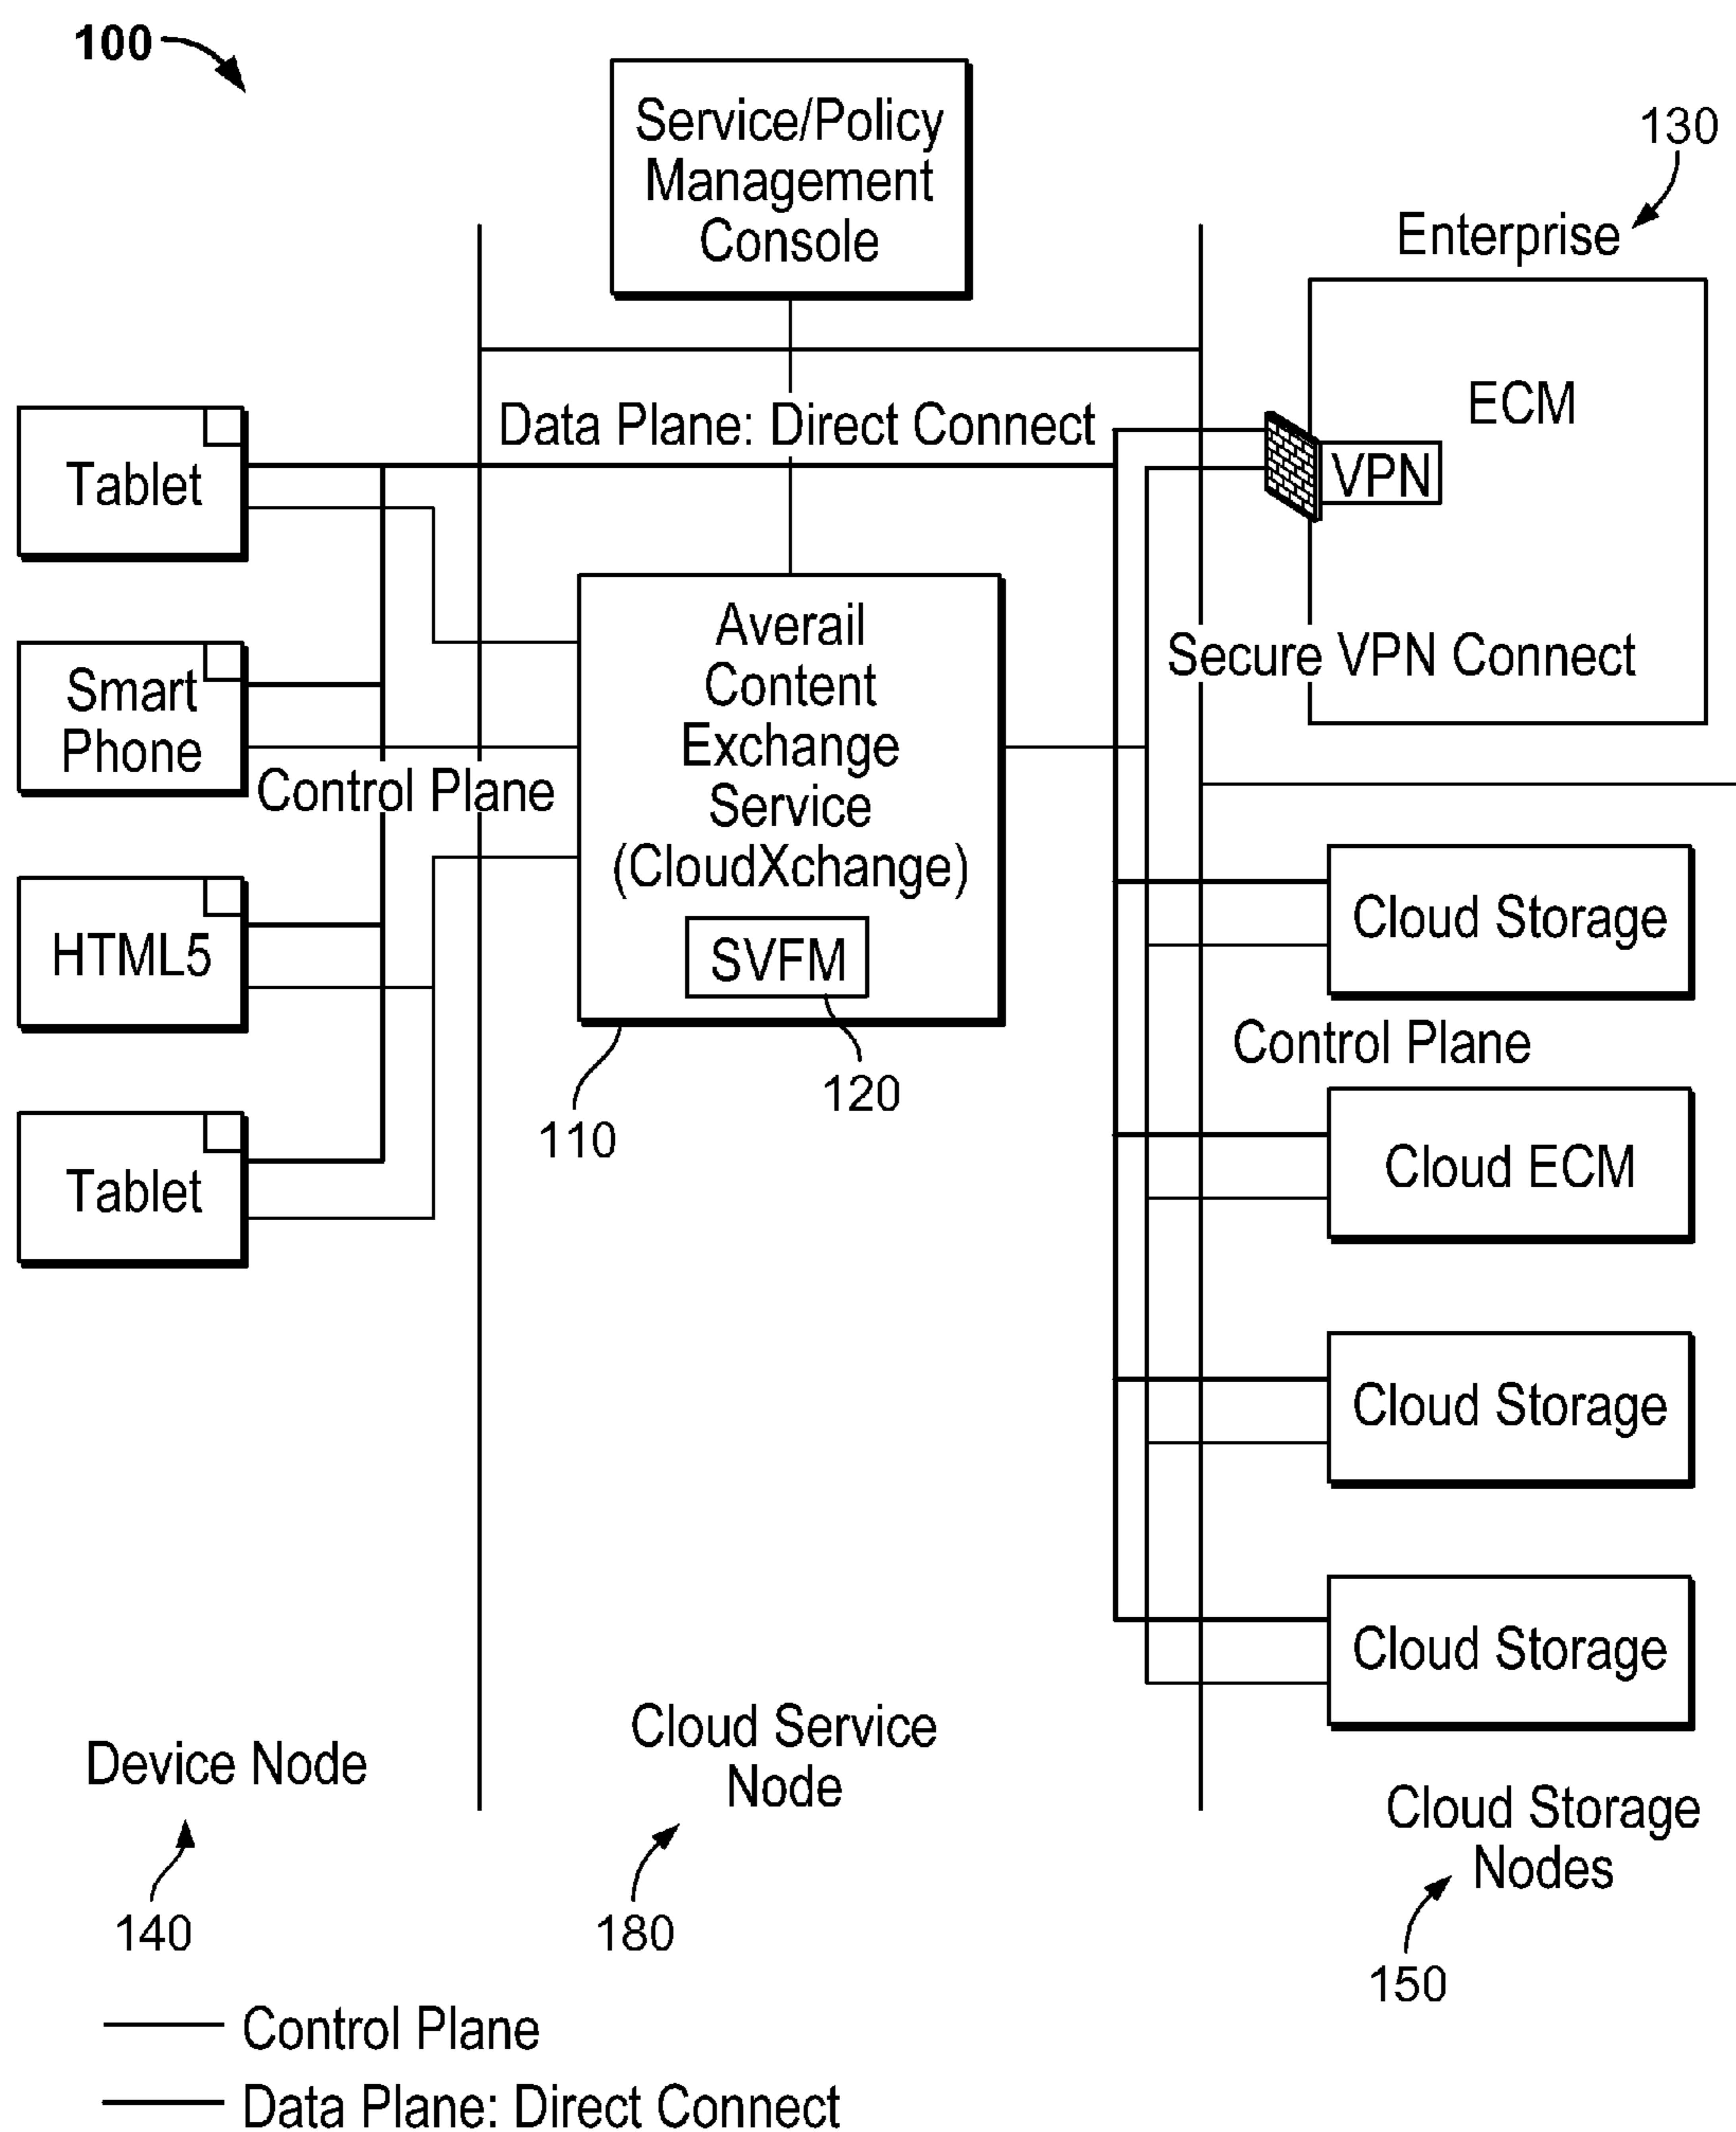 100
Service/Policy
Management
Console
130
Enterprise
ECM
VPN
Secure VPN Connect
Data Plane: Direct Connect
Tablet
Smart
Phone
Control Plane
HTML5
Tablet
Averail
Content
Exchange
Service
(CloudXchange)
SVFM
120
110
Cloud Storage
Control Plane
Cloud ECM
Cloud Storage
Cloud Storage
Device Node
140
Cloud Service
Node
180
Cloud Storage
Nodes
150
Control Plane
Data Plane: Direct Connect